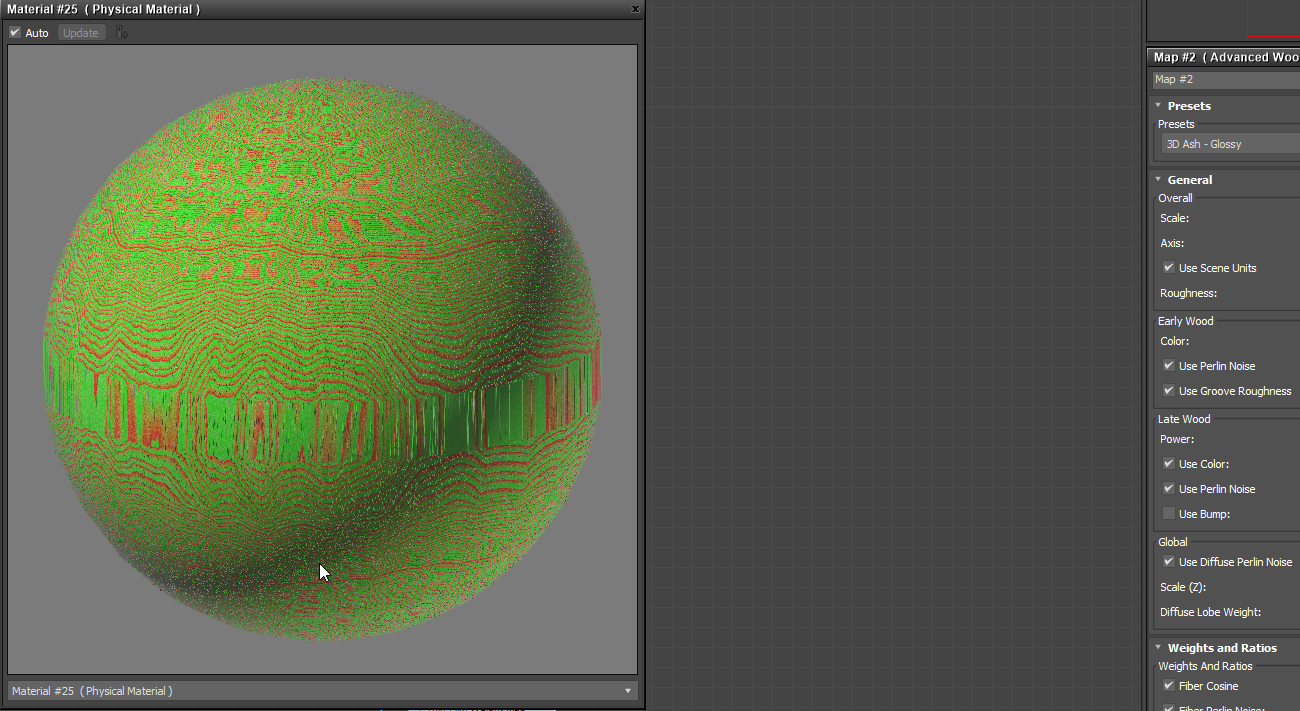 Material #25 ( Physical Material )
Auto
Update
Material #25 ( Physical Material )
Map #2 ( Advanced Woo
Map #2
Presets
Presets
3D Ash - Glossy
General
Overall
Scale:
Axis:
Use Scene Units
Roughness:
Early Wood
Color:
Use Perlin Noise
Use Groove Roughness
Late Wood
Power:
Use Color:
Use Perlin Noise
Use Bump:
Global
Use Diffuse Perlin Noise
Scale (Z):
Diffuse Lobe Weight:
Weights and Ratios
Weights And Ratios
Fiber Cosine
Fiber Perlin Noise: